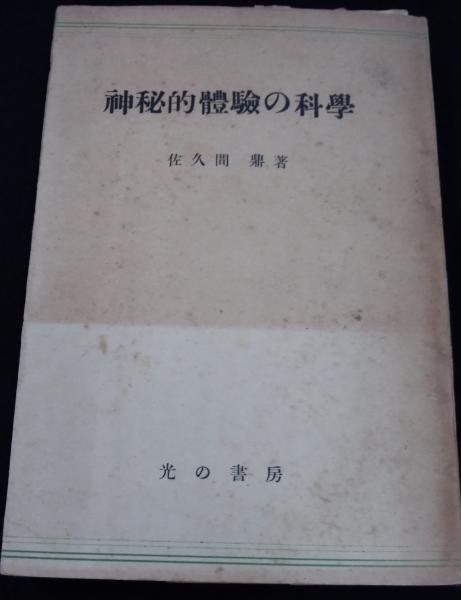 神秘的體驗の科學
佐久間 鼎著
光の書房